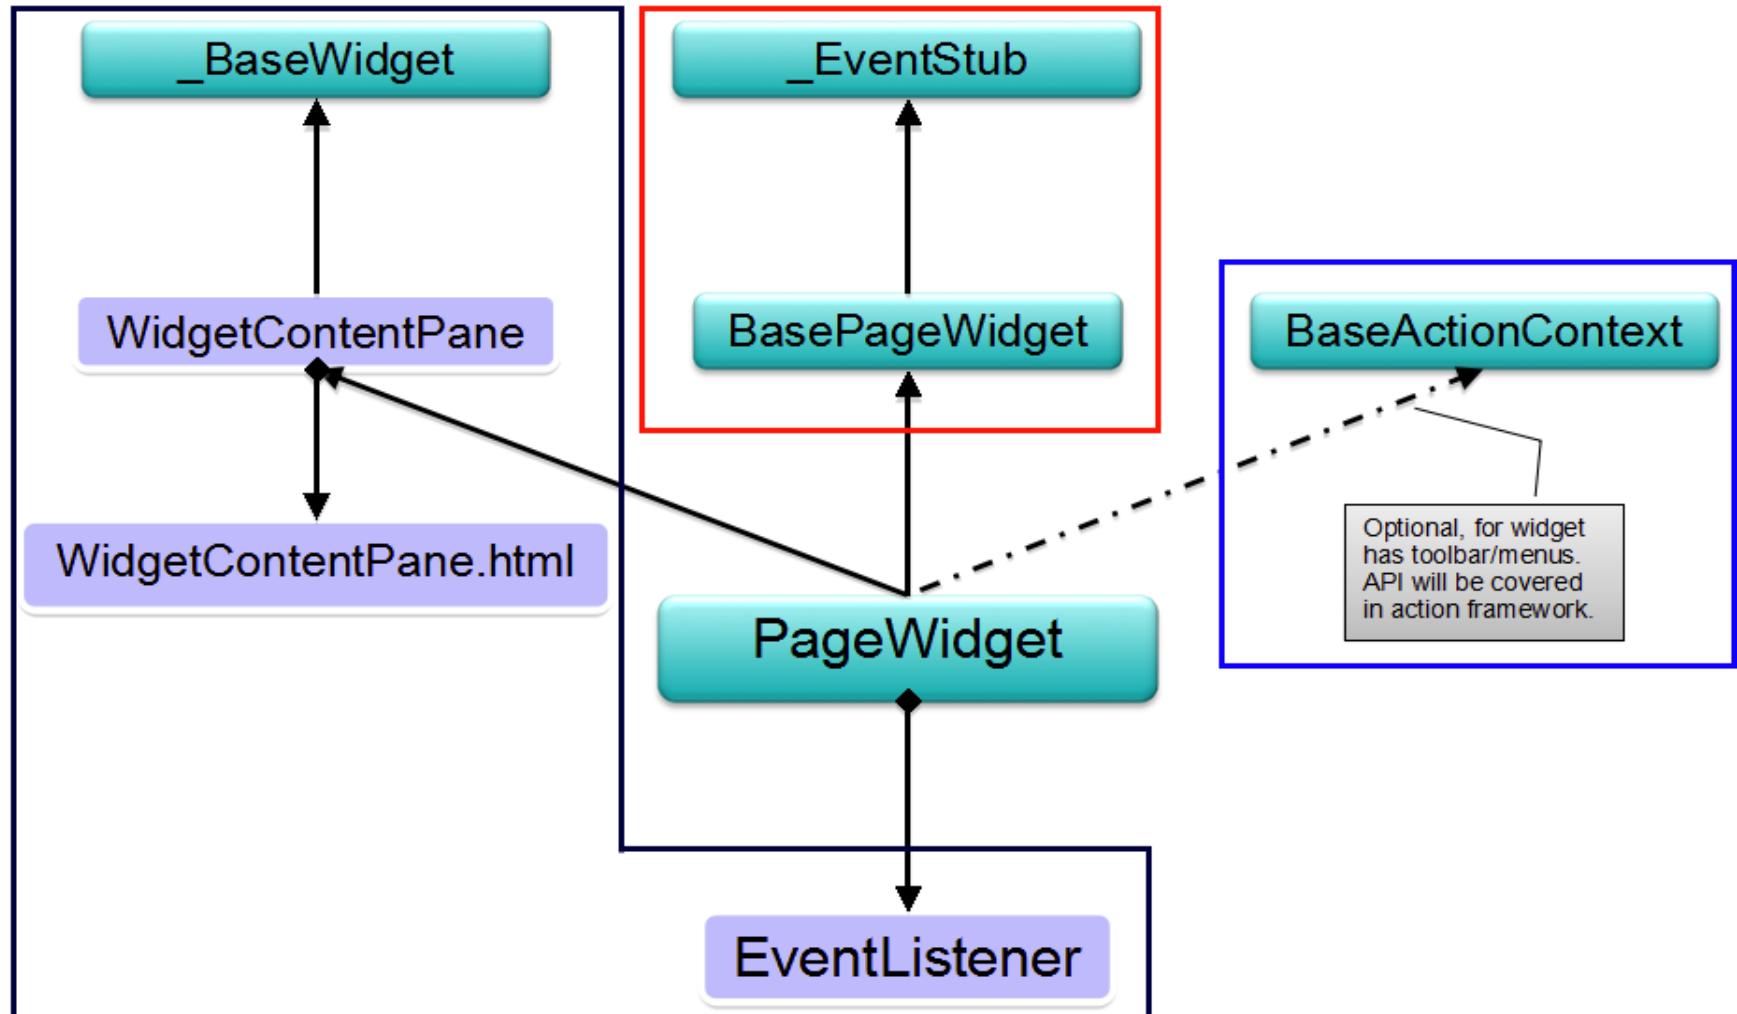 _BaseWidget
_EventStub
WidgetContentPane
BasePageWidget
BaseActionContext
WidgetContentPane.html
Optional, for widget
has toolbar/menus.
API will be covered
in action framework.
PageWidget
EventListener